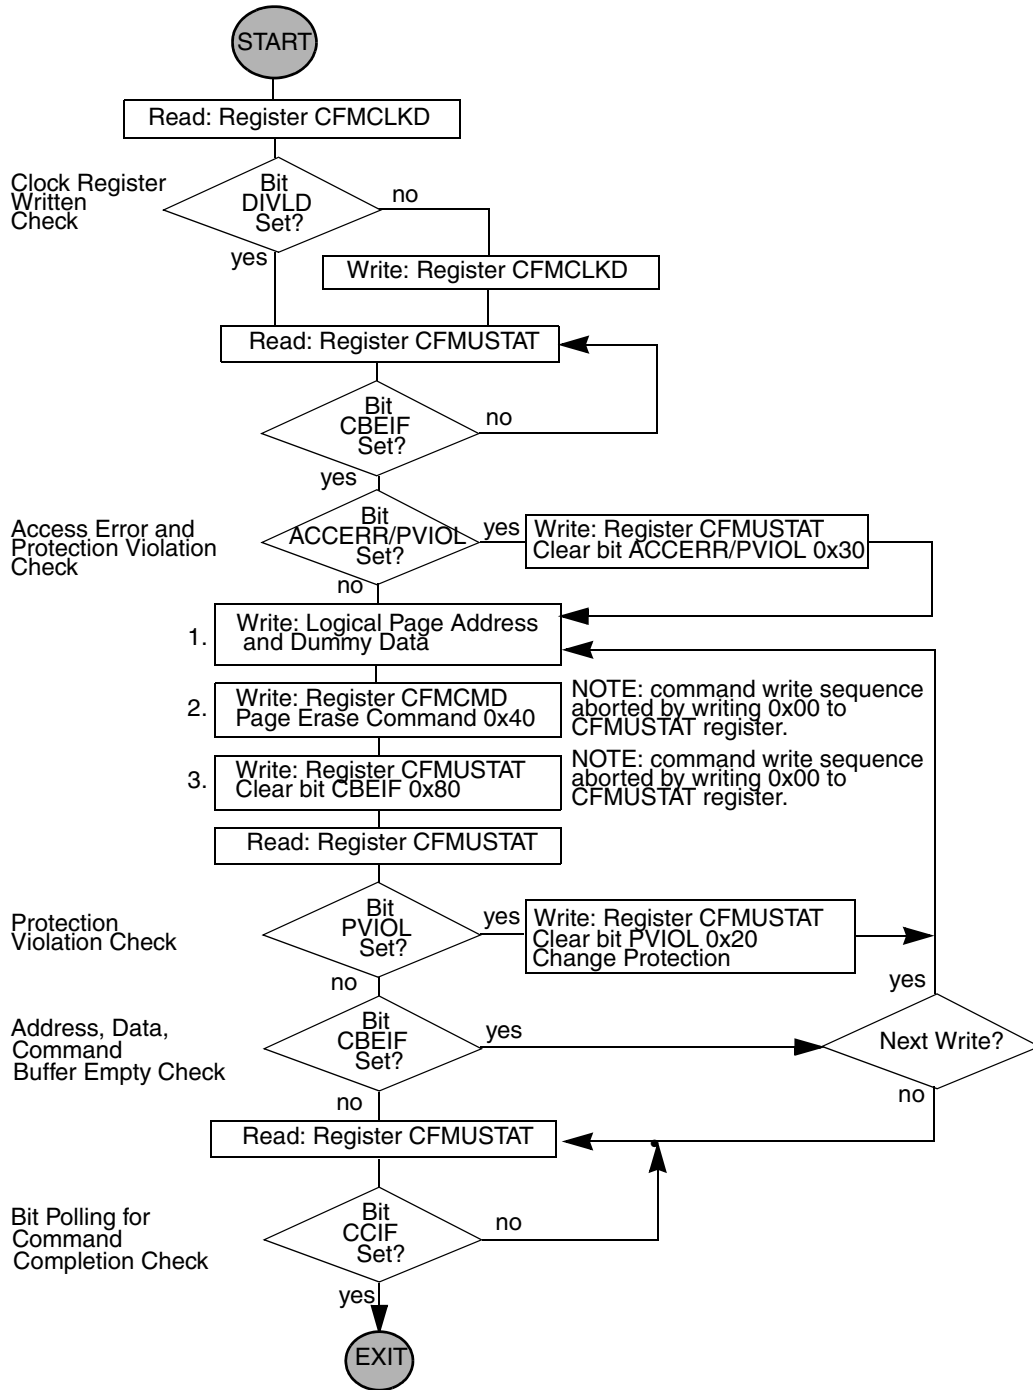 START
Read: Register CFMCLKD
Clock Register
Written
Check
Bit
DIVLD
Set?
no
yes
Write: Register CFMCLKD
Read: Register CFMUSTAT
Bit
CBEIF
Set?
no
yes
Access Error and
Protection Violation
Check
Bit
ACCERR/PVIOL
Set?
yes
Write: Register CFMUSTAT
Clear bit ACCERR/PVIOL 0x30
no
1.
Write: Logical Page Address
and Dummy Data
2.
Write: Register CFMCMD
Page Erase Command 0x40
NOTE: command write sequence
aborted by writing 0x00 to
CFMUSTAT register.
3.
Write: Register CFMUSTAT
Clear bit CBEIF 0x80
NOTE: command write sequence
aborted by writing 0x00 to
CFMUSTAT register.
Read: Register CFMUSTAT
Protection
Violation Check
Bit
PVIOL
Set?
yes
Write: Register CFMUSTAT
Clear bit PVIOL 0x20
Change Protection
no
yes
Address, Data,
Command
Buffer Empty Check
Bit
CBEIF
Set?
yes
Next Write?
no
no
Read: Register CFMUSTAT
Bit Polling for
Command
Completion Check
Bit
CCIF
Set?
no
yes
EXIT